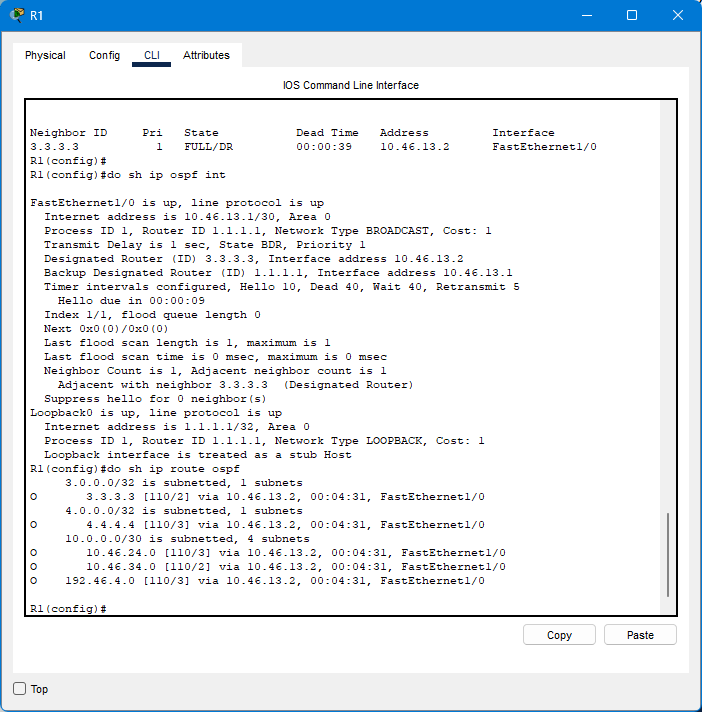 R1
Physical Config CLI Attributes
IOS Command Line Interface
Neighbor ID     Pri   State           Dead Time   Address         Interface
3.3.3.3           1   FULL/DR         00:00:39    10.46.13.2      FastEthernet1/0
R1(config)#
R1(config)#do sh ip ospf int
FastEthernet1/0 is up, line protocol is up
  Internet address is 10.46.13.1/30, Area 0
  Process ID 1, Router ID 1.1.1.1, Network Type BROADCAST, Cost: 1
  Transmit Delay is 1 sec, State BDR, Priority 1
  Designated Router (ID) 3.3.3.3, Interface address 10.46.13.2
  Backup Designated Router (ID) 1.1.1.1, Interface address 10.46.13.1
  Timer intervals configured, Hello 10, Dead 40, Wait 40, Retransmit 5
    Hello due in 00:00:09
  Index 1/1, flood queue length 0
  Next 0x0(0)/0x0(0)
  Last flood scan length is 1, maximum is 1
  Last flood scan time is 0 msec, maximum is 0 msec
  Neighbor Count is 1, Adjacent neighbor count is 1
    Adjacent with neighbor 3.3.3.3  (Designated Router)
  Suppress hello for 0 neighbor(s)
Loopback0 is up, line protocol is up
  Internet address is 1.1.1.1/32, Area 0
  Process ID 1, Router ID 1.1.1.1, Network Type LOOPBACK, Cost: 1
  Loopback interface is treated as a stub Host
R1(config)#do sh ip route ospf
     3.0.0.0/32 is subnetted, 1 subnets
O       3.3.3.3 [110/2] via 10.46.13.2, 00:04:31, FastEthernet1/0
     4.0.0.0/32 is subnetted, 1 subnets
O       4.4.4.4 [110/3] via 10.46.13.2, 00:04:31, FastEthernet1/0
     10.0.0.0/30 is subnetted, 4 subnets
O       10.46.24.0 [110/3] via 10.46.13.2, 00:04:31, FastEthernet1/0
O       10.46.34.0 [110/2] via 10.46.13.2, 00:04:31, FastEthernet1/0
O    192.46.4.0 [110/3] via 10.46.13.2, 00:04:31, FastEthernet1/0
R1(config)#
Copy Paste
Top